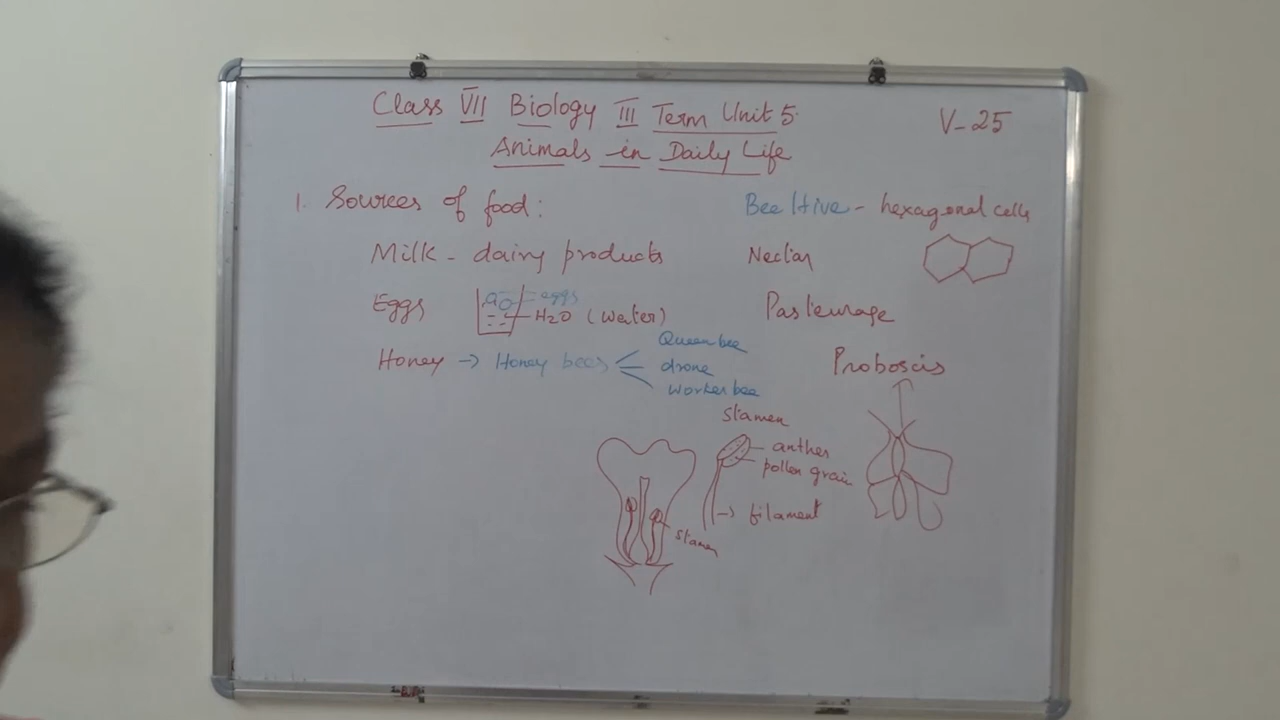 Class VII Biology III Term Unit 5
V-25
Animals in Daily Life
1. Sources of food:
Milk - dairy products
Eggs
eggs
H2O (water)
Honey → Honey bees
Queen bee
drone
worker bee
Bee Hive - hexagonal cells
Nectar
Pasteurage
Proboscis
Stamen
anther
pollen grain
filament
stamen